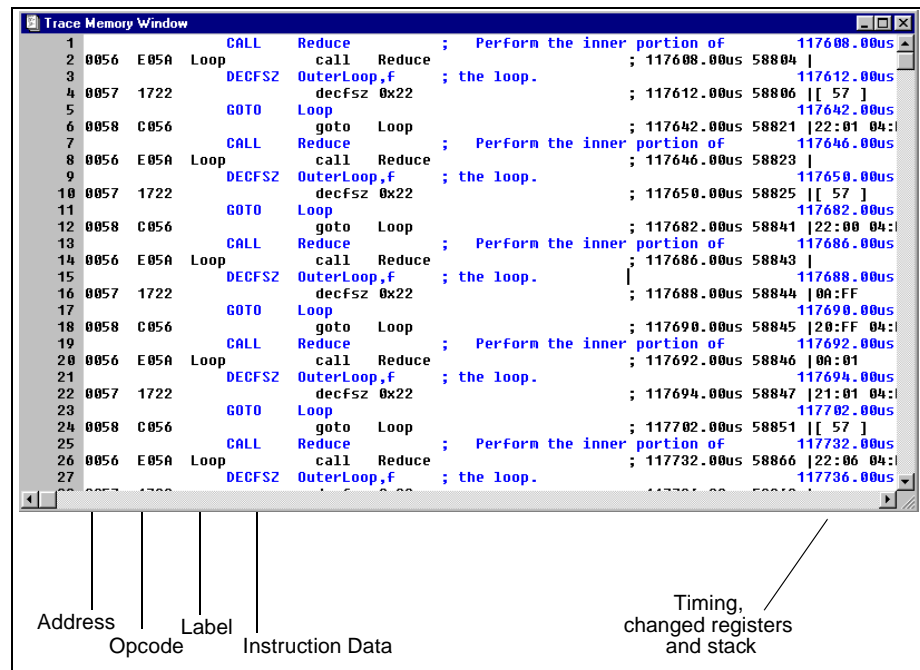 Trace Memory Window
1 CALL Reduce ; Perform the inner portion of 117608.00us
2 0056 E05A Loop call Reduce ; 117608.00us 58804 |
3 DECFSZ OuterLoop,f ; the loop. 117612.00us
4 0057 1722 decfsz 0x22 ; 117612.00us 58806 |[ 57 ]
5 GOTO Loop 117642.00us
6 0058 C056 goto Loop ; 117642.00us 58821 |22:01 04:
7 CALL Reduce ; Perform the inner portion of 117646.00us
8 0056 E05A Loop call Reduce ; 117646.00us 58823 |
9 DECFSZ OuterLoop,f ; the loop. 117650.00us
10 0057 1722 decfsz 0x22 ; 117650.00us 58825 |[ 57 ]
11 GOTO Loop 117682.00us
12 0058 C056 goto Loop ; 117682.00us 58841 |22:00 04:
13 CALL Reduce ; Perform the inner portion of 117686.00us
14 0056 E05A Loop call Reduce ; 117686.00us 58843 |
15 DECFSZ OuterLoop,f ; the loop. 117688.00us
16 0057 1722 decfsz 0x22 ; 117688.00us 58844 |0A:FF
17 GOTO Loop 117690.00us
18 0058 C056 goto Loop ; 117690.00us 58845 |20:FF 04:
19 CALL Reduce ; Perform the inner portion of 117692.00us
20 0056 E05A Loop call Reduce ; 117692.00us 58846 |0A:01
21 DECFSZ OuterLoop,f ; the loop. 117694.00us
22 0057 1722 decfsz 0x22 ; 117694.00us 58847 |21:01 04:
23 GOTO Loop 117702.00us
24 0058 C056 goto Loop ; 117702.00us 58851 |[ 57 ]
25 CALL Reduce ; Perform the inner portion of 117732.00us
26 0056 E05A Loop call Reduce ; 117732.00us 58866 |22:06 04:
27 DECFSZ OuterLoop,f ; the loop. 117736.00us
Address
Opcode
Label
Instruction Data
Timing,
changed registers
and stack